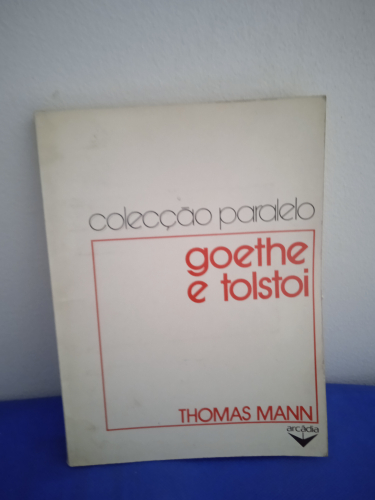 colecção paralelo
goethe
e tolstoi
THOMAS MANN
arcádia